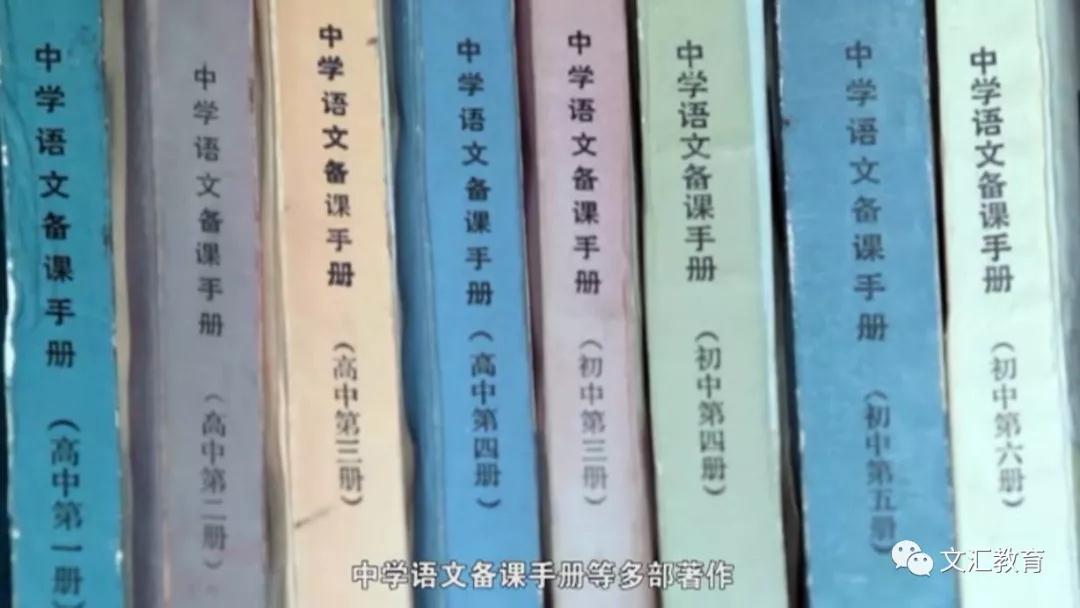 中学语文备课手册（高中第一册）
中学语文备课手册（高中第二册）
中学语文备课手册（高中第三册）
中学语文备课手册（高中第四册）
中学语文备课手册（初中第三册）
中学语文备课手册（初中第四册）
中学语文备课手册（初中第五册）
中学语文备课手册（初中第六册）
中学语文备课手册等多部著作
文汇教育